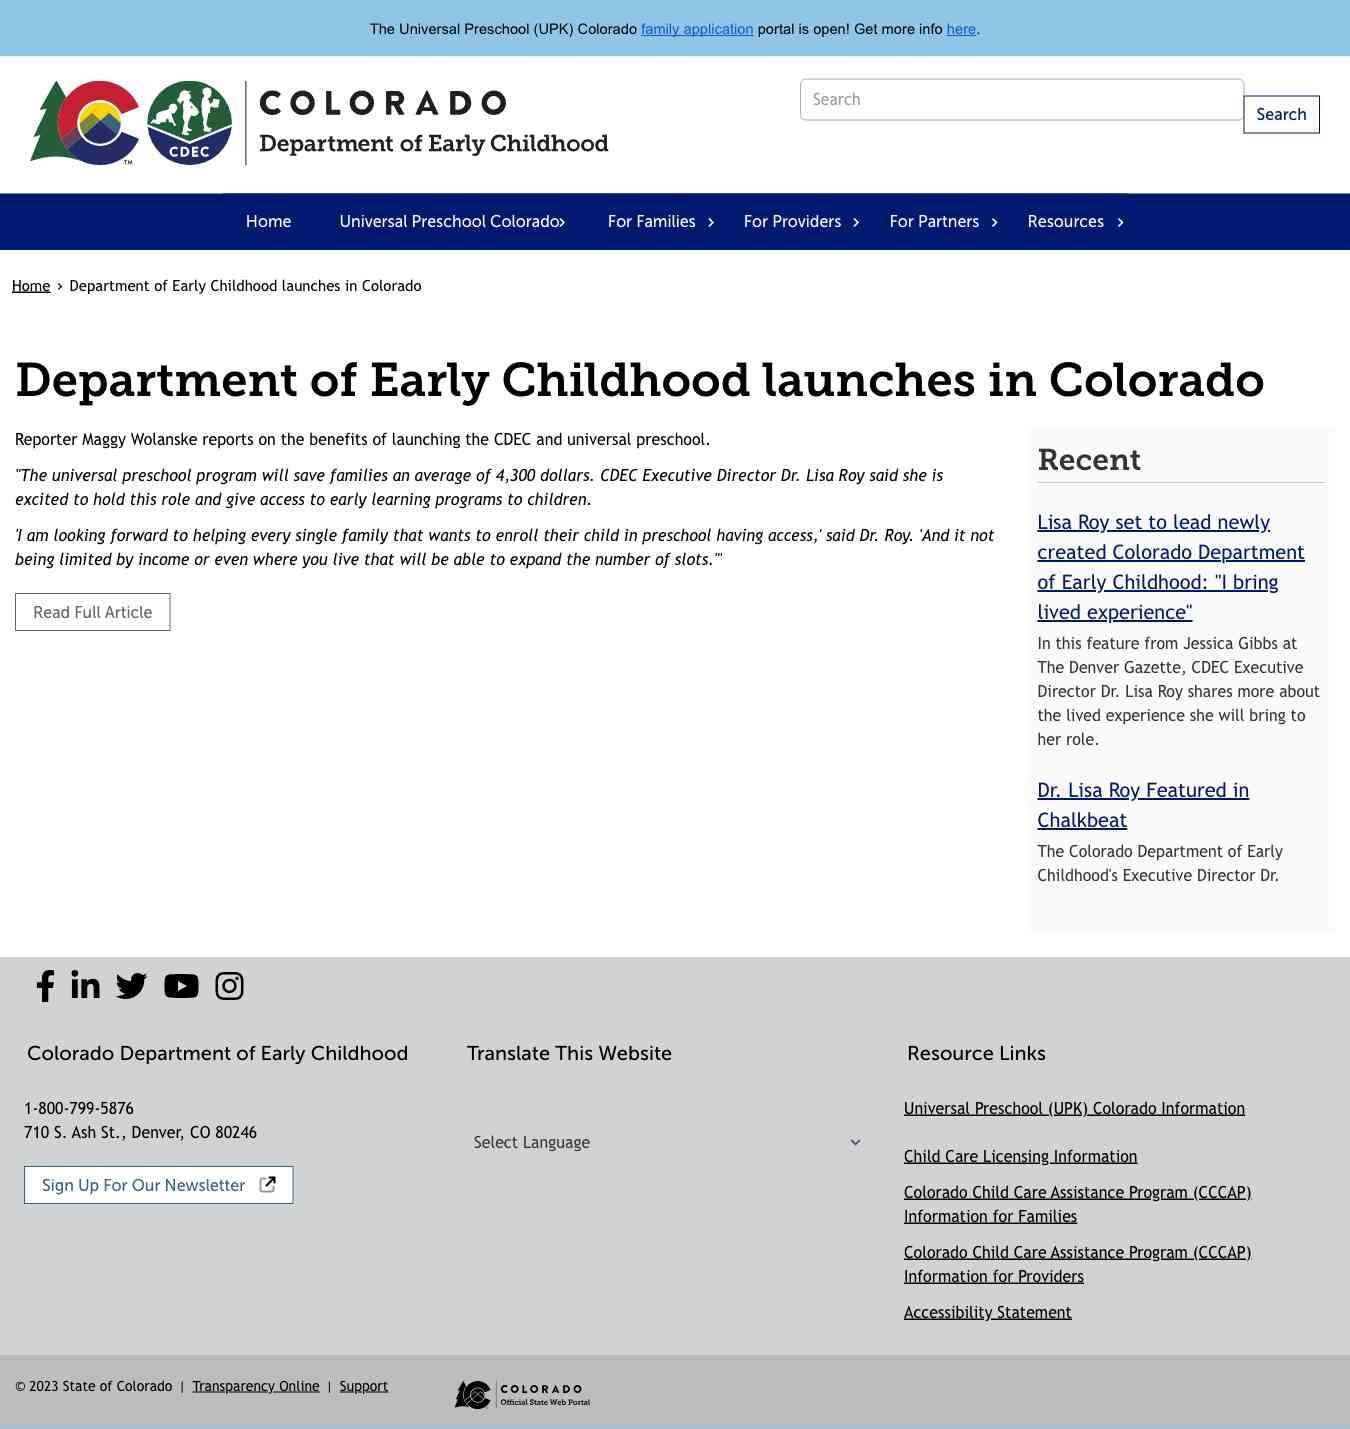 The Universal Preschool (UPK) Colorado family application portal is open! Get more info here.
CDEC
TM
COLORADO
Department of Early Childhood
Search
Search
Home
Universal Preschool Colorado
For Families
For Providers
For Partners
Resources
Home › Department of Early Childhood launches in Colorado
Department of Early Childhood launches in Colorado
Reporter Maggy Wolanske reports on the benefits of launching the CDEC and universal preschool.
"The universal preschool program will save families an average of 4,300 dollars. CDEC Executive Director Dr. Lisa Roy said she is
excited to hold this role and give access to early learning programs to children.
'I am looking forward to helping every single family that wants to enroll their child in preschool having access,' said Dr. Roy. 'And it not
being limited by income or even where you live that will be able to expand the number of slots.'"
Read Full Article
Recent
Lisa Roy set to lead newly
created Colorado Department
of Early Childhood: "I bring
lived experience"
In this feature from Jessica Gibbs at
The Denver Gazette, CDEC Executive
Director Dr. Lisa Roy shares more about
the lived experience she will bring to
her role.
Dr. Lisa Roy Featured in
Chalkbeat
The Colorado Department of Early
Childhood's Executive Director Dr.
Colorado Department of Early Childhood
1-800-799-5876
710 S. Ash St., Denver, CO 80246
Sign Up For Our Newsletter
Translate This Website
Select Language
Resource Links
Universal Preschool (UPK) Colorado Information
Child Care Licensing Information
Colorado Child Care Assistance Program (CCCAP)
Information for Families
Colorado Child Care Assistance Program (CCCAP)
Information for Providers
Accessibility Statement
© 2023 State of Colorado | Transparency Online | Support
COLORADO
Official State Web Portal